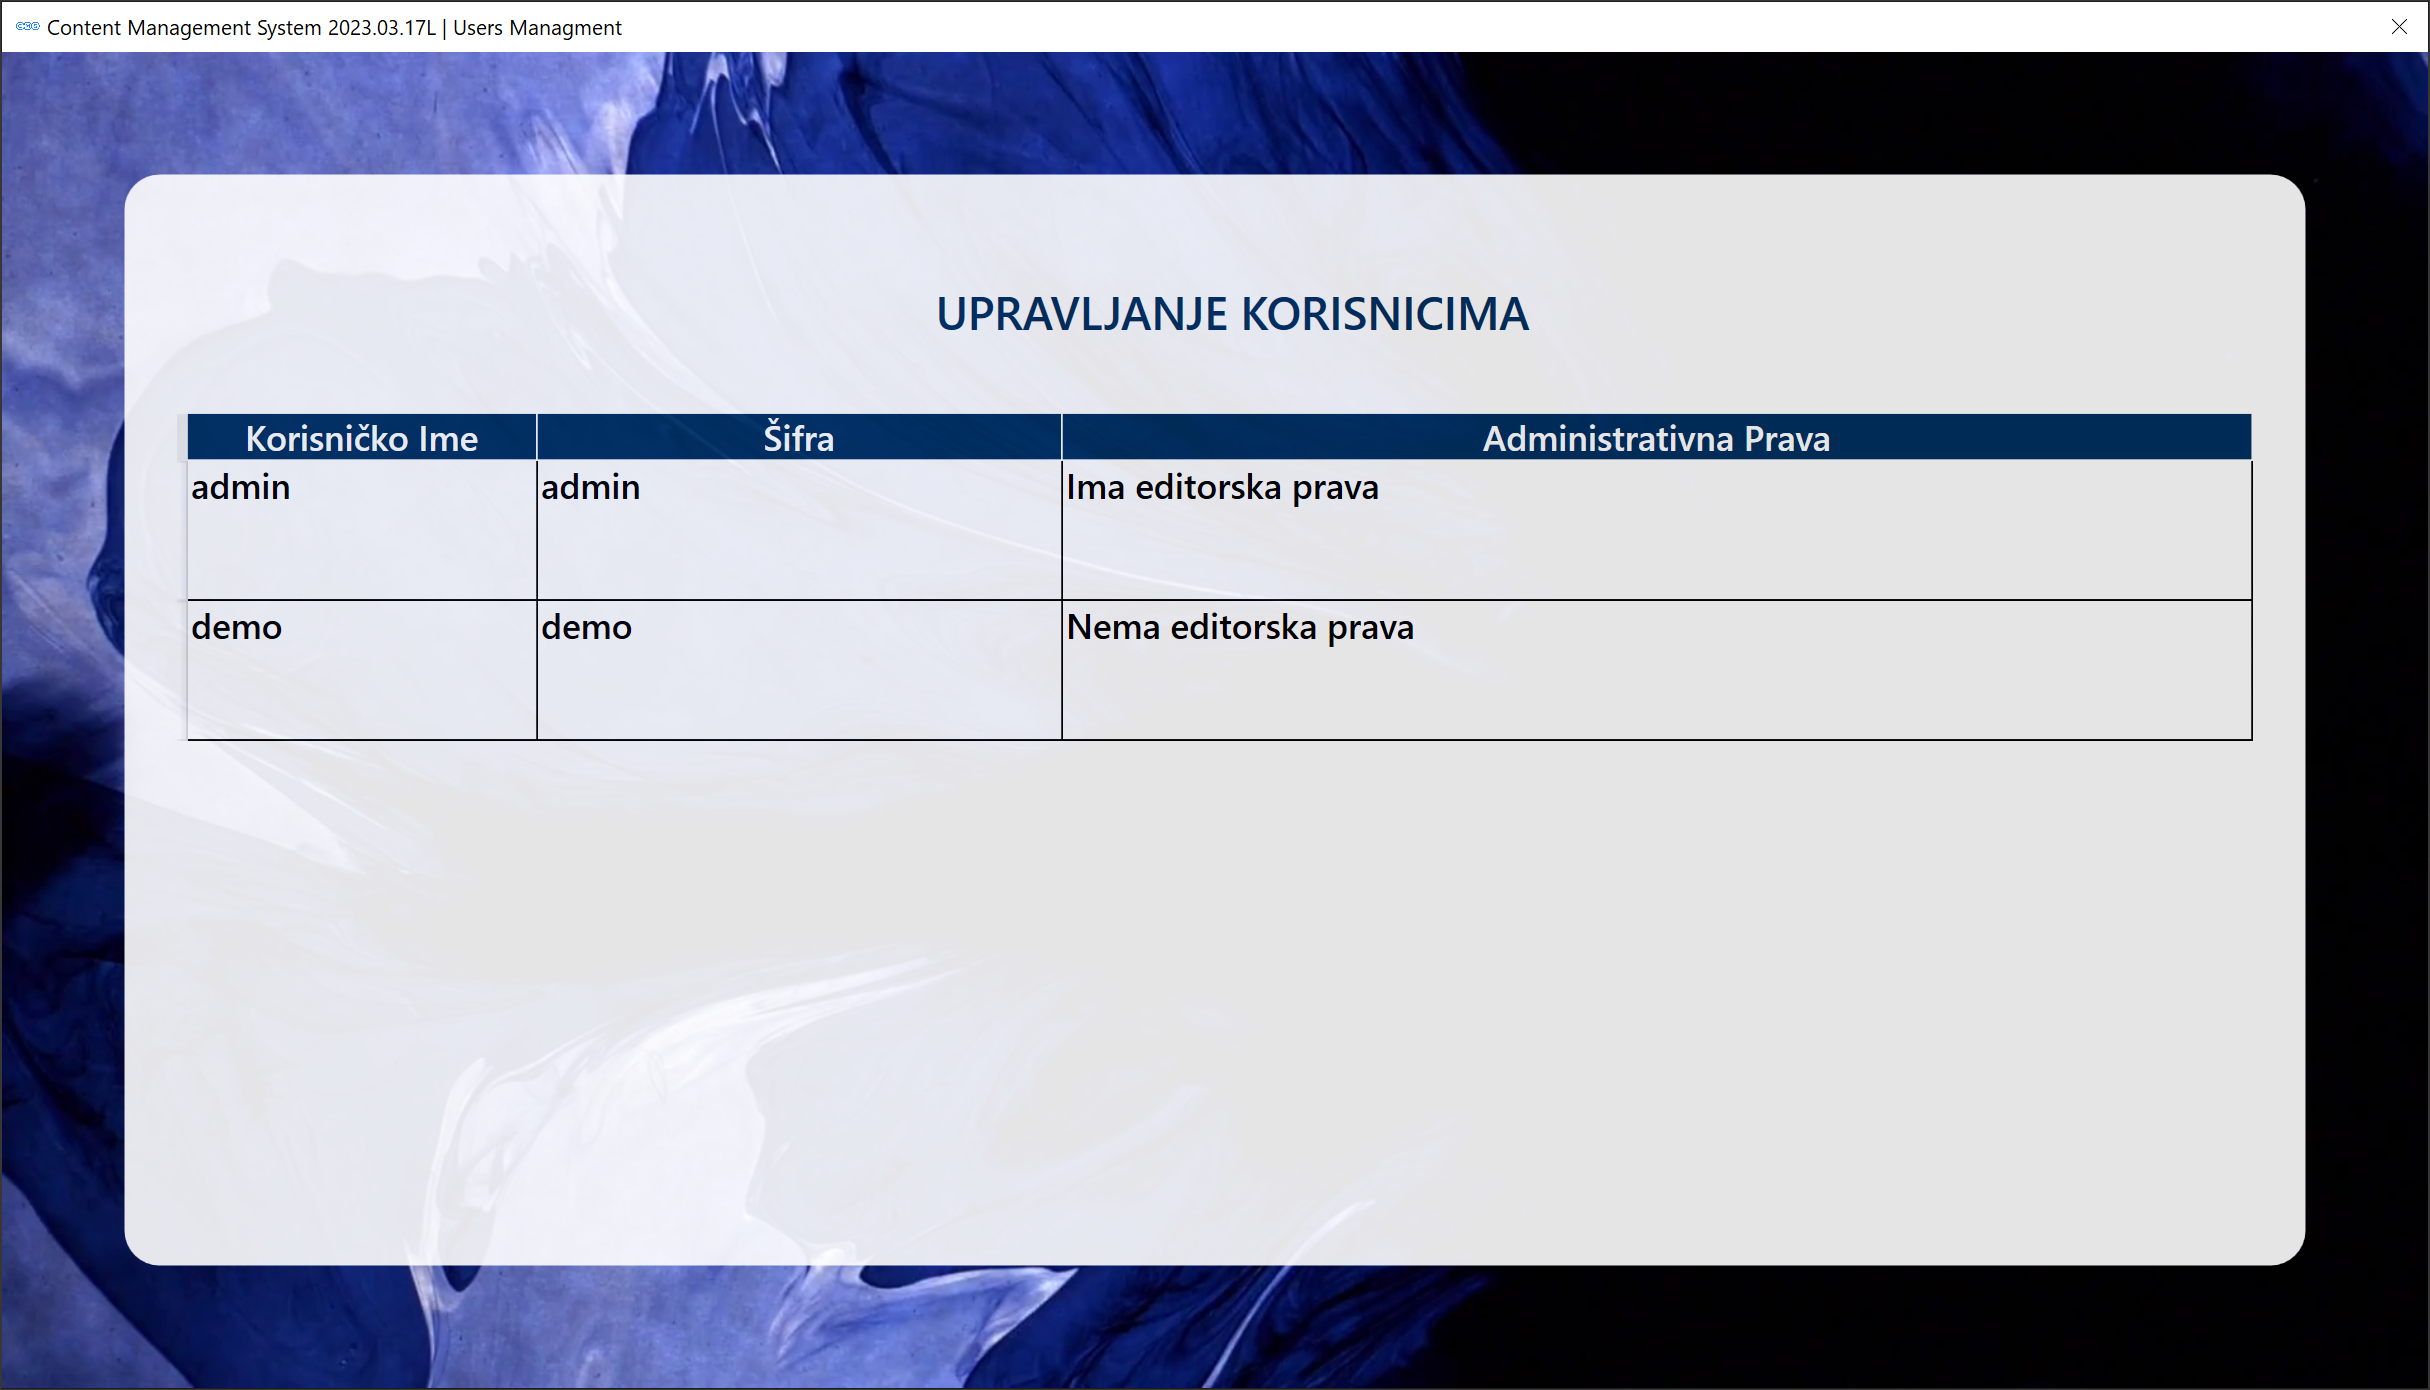 Content Management System 2023.03.17L | Users Managment
UPRAVLJANJE KORISNICIMA
Korisničko Ime Šifra Administrativna Prava
admin admin Ima editorska prava
demo demo Nema editorska prava